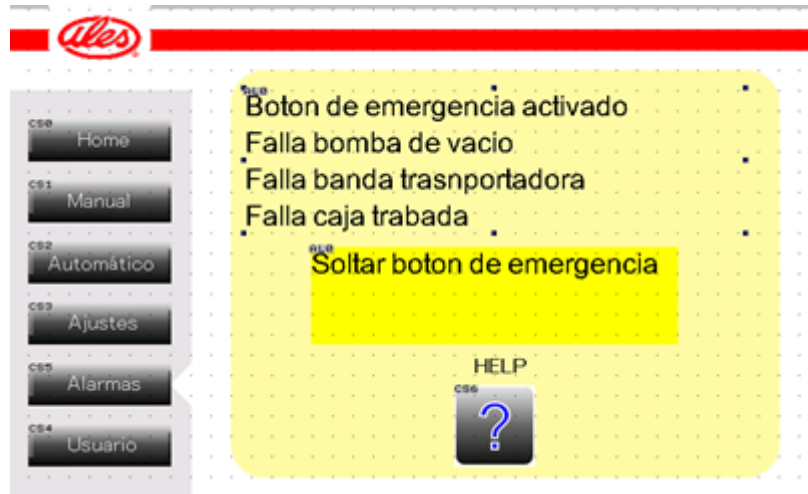 Ales
AL0
Boton de emergencia activado
Falla bomba de vacio
Falla banda trasnportadora
Falla caja trabada
CS0
Home
CS1
Manual
CS2
Automático
CS3
Ajustes
CS5
Alarmas
CS4
Usuario
AL0
Soltar boton de emergencia
HELP
CS6
?